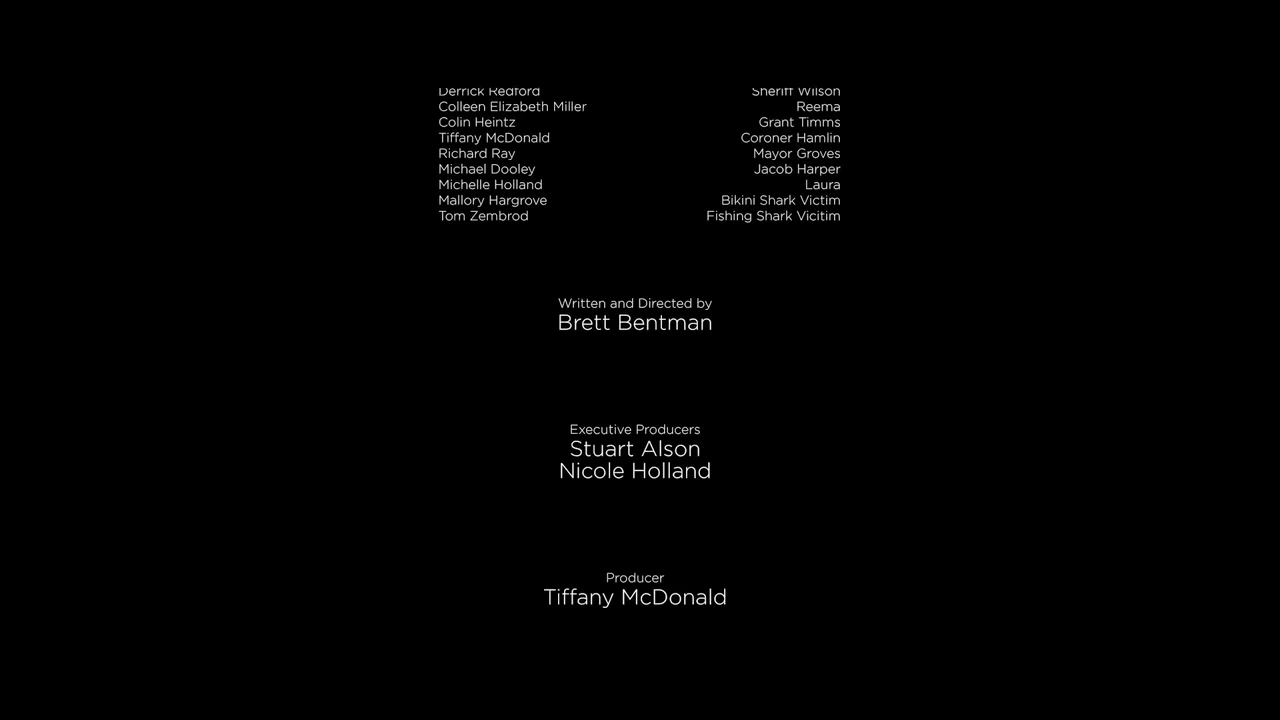 Derrick Redford Sheriff Wilson
Colleen Elizabeth Miller Reema
Colin Heintz Grant Timms
Tiffany McDonald Coroner Hamlin
Richard Ray Mayor Groves
Michael Dooley Jacob Harper
Michelle Holland Laura
Mallory Hargrove Bikini Shark Victim
Tom Zembrod Fishing Shark Vicitim
Written and Directed by
Brett Bentman
Executive Producers
Stuart Alson
Nicole Holland
Producer
Tiffany McDonald